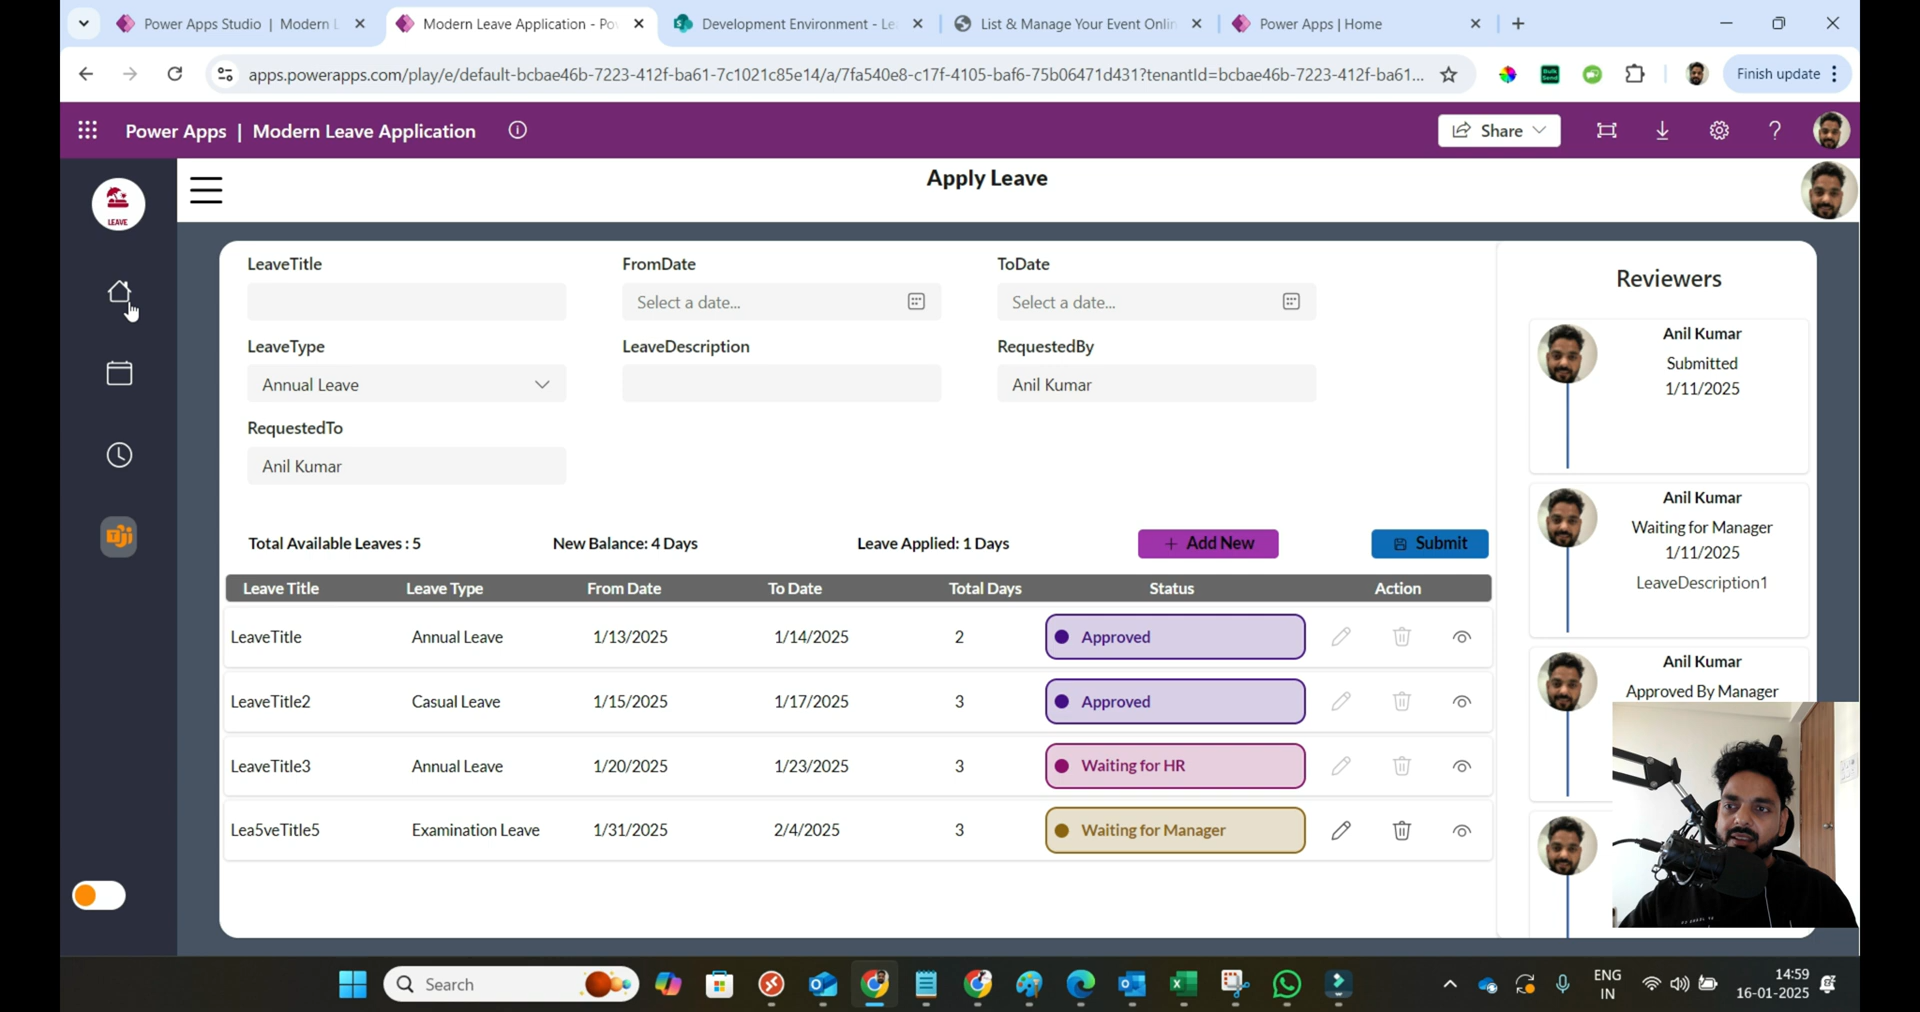 Power Apps Studio | Modern L
Modern Leave Application - Po
Development Environment - Le
List & Manage Your Event Onlin
Power Apps | Home
apps.powerapps.com/play/e/default-bcbae46b-7223-412f-ba61-7c1021c85e14/a/7fa540e8-c17f-4105-baf6-75b06471d431?tenantId=bcbae46b-7223-412f-ba61...
Finish update
Power Apps | Modern Leave Application
Share
LEAVE
Apply Leave
LeaveTitle
FromDate
Select a date...
ToDate
Select a date...
LeaveType
Annual Leave
LeaveDescription
RequestedBy
Anil Kumar
RequestedTo
Anil Kumar
Total Available Leaves : 5
New Balance: 4 Days
Leave Applied: 1 Days
+ Add New
Submit
Leave Title Leave Type From Date To Date Total Days Status Action
LeaveTitle Annual Leave 1/13/2025 1/14/2025 2 Approved
LeaveTitle2 Casual Leave 1/15/2025 1/17/2025 3 Approved
LeaveTitle3 Annual Leave 1/20/2025 1/23/2025 3 Waiting for HR
Lea5veTitle5 Examination Leave 1/31/2025 2/4/2025 3 Waiting for Manager
Reviewers
Anil Kumar
Submitted
1/11/2025
Anil Kumar
Waiting for Manager
1/11/2025
LeaveDescription1
Anil Kumar
Approved By Manager
Search
ENG
IN
14:59
16-01-2025